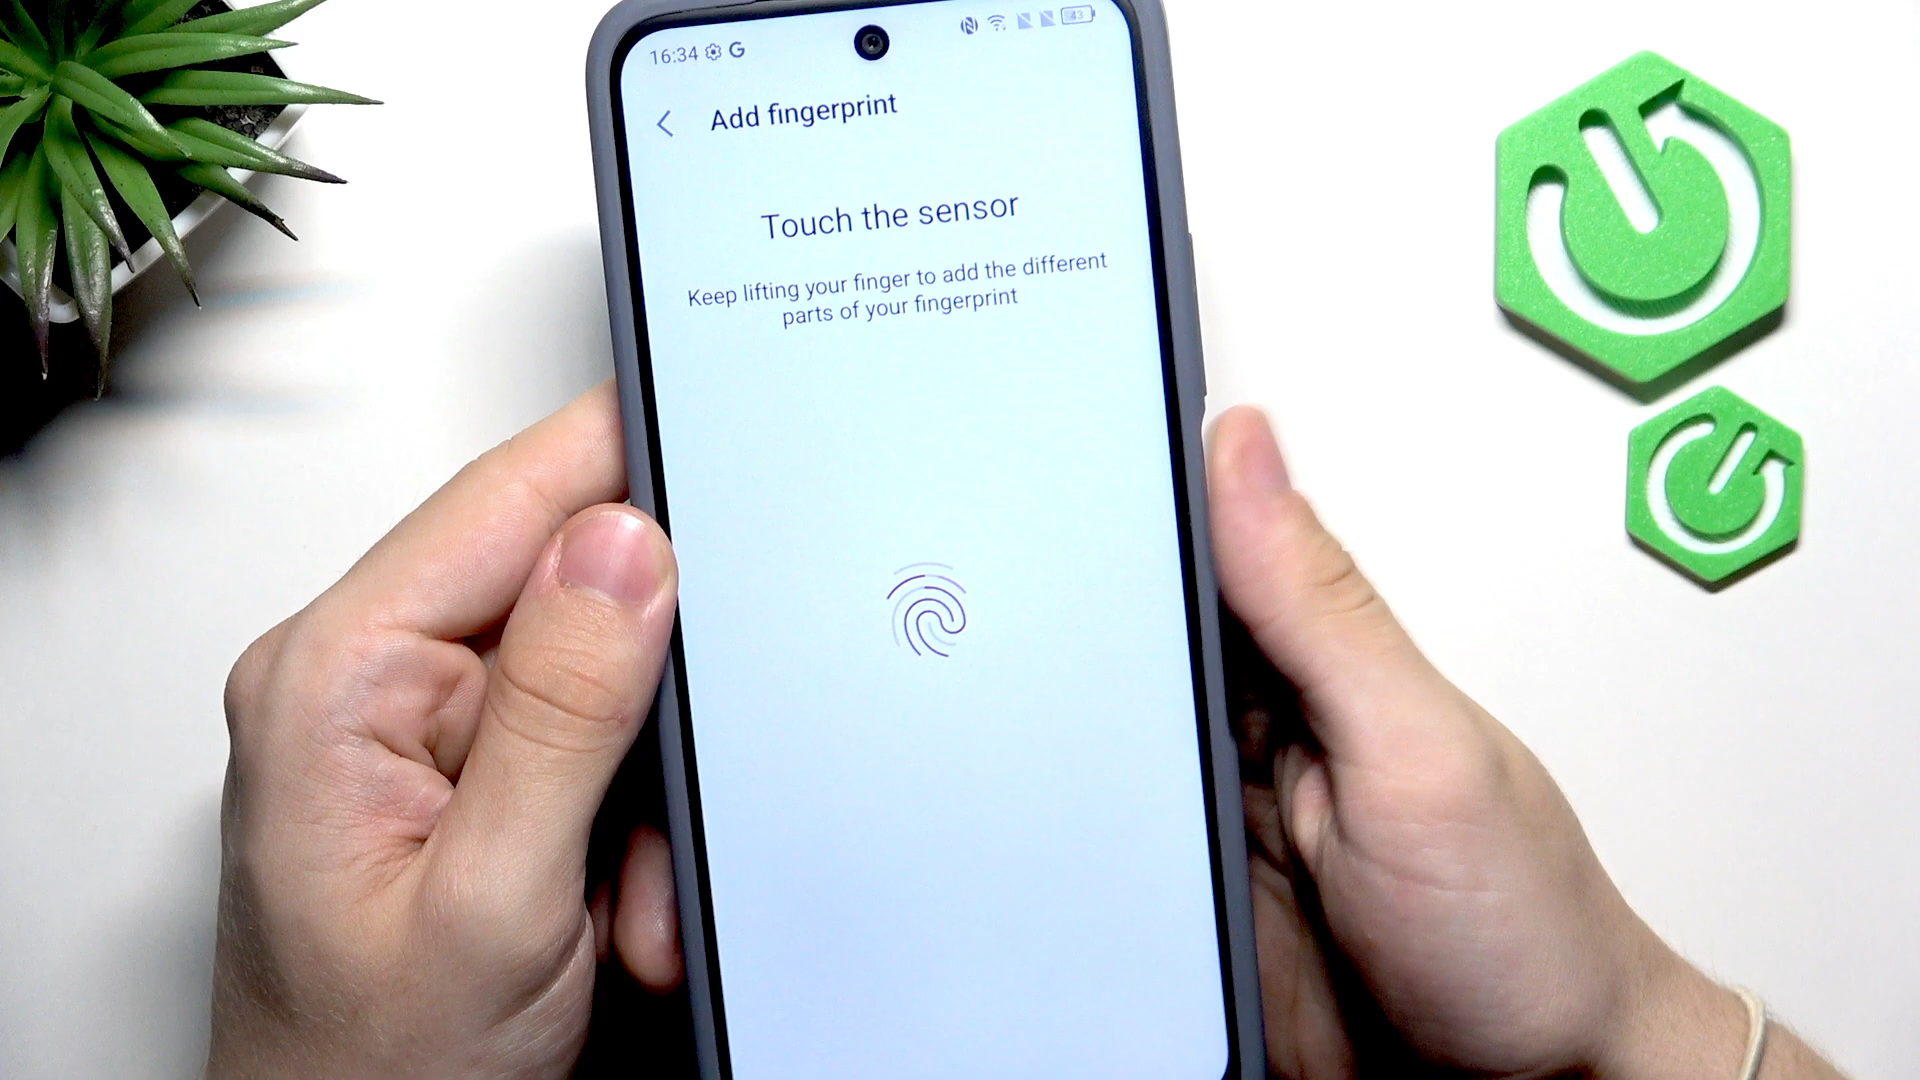 16:34 G 43
Add fingerprint
Touch the sensor
Keep lifting your finger to add the different
parts of your fingerprint